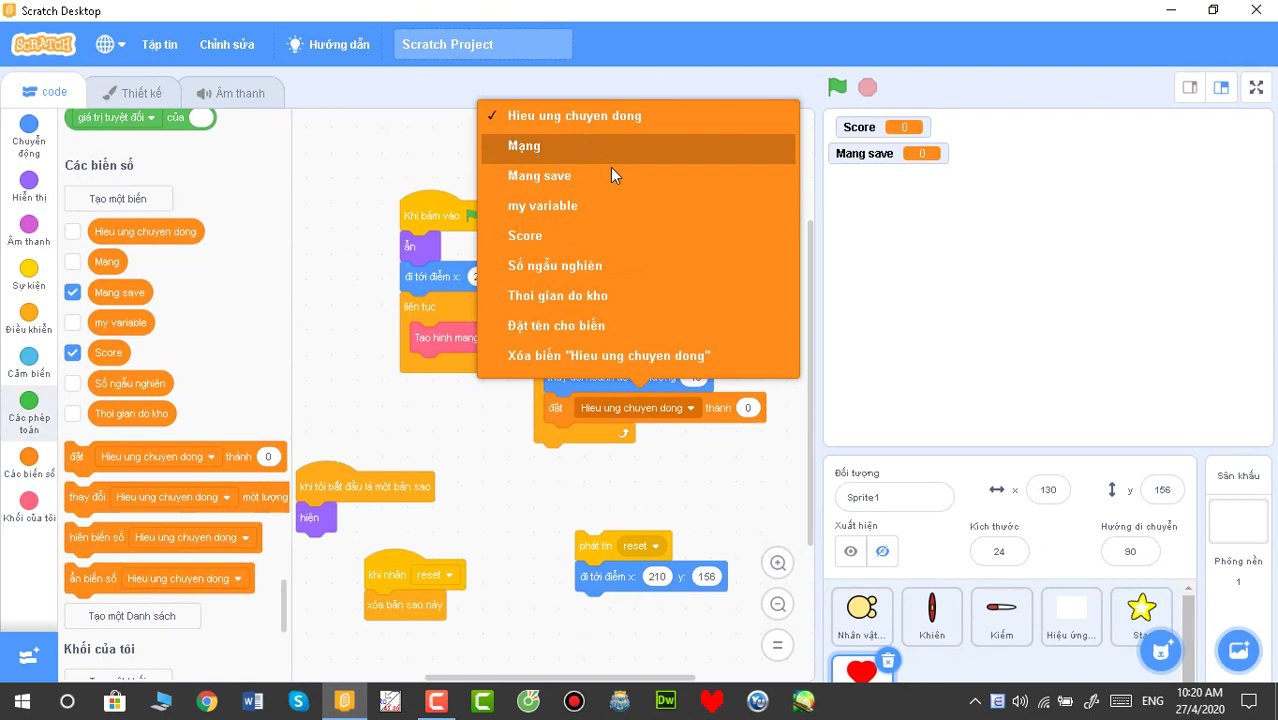 Scratch Desktop
SCRATCH
Tập tin
Chỉnh sửa
Hướng dẫn
Scratch Project
code
Thiết kế
Âm thanh
Chuyển động
Hiển thị
Âm thanh
Sự kiện
Điều khiển
Cảm biến
Các phép toán
Các biến số
Khối của tôi
giá trị tuyệt đối
của
Các biến số
Tạo một biến
Hieu ung chuyen dong
Mạng
Mang save
my variable
Score
Số ngẫu nghiên
Thoi gian do kho
đặt Hieu ung chuyen dong thành 0
thay đổi Hieu ung chuyen dong một lượng
hiện biến số Hieu ung chuyen dong
ẩn biến số Hieu ung chuyen dong
Tạo một Danh sách
Khối của tôi
Khi bấm vào
ẩn
đi tới điểm x:
liên tục
Tao hinh mang
✓ Hieu ung chuyen dong
Mạng
Mang save
my variable
Score
Số ngẫu nghiên
Thoi gian do kho
Đặt tên cho biến
Xóa biến "Hieu ung chuyen dong"
đặt Hieu ung chuyen dong thành 0
khi tôi bắt đầu là một bản sao
hiện
khi nhận reset
xóa bản sao này
phát tin reset
đi tới điểm x: 210 y: 156
Score 0
Mang save 0
Đối tượng
Sprite1
x 130
y 156
Xuất hiện
Kích thước
24
Hướng di chuyển
90
Nhân vật...
Khiên
Kiếm
Hiệu ứng...
Sta
Sân khấu
Phông nền
1
ENG
10:20 AM
27/4/2020